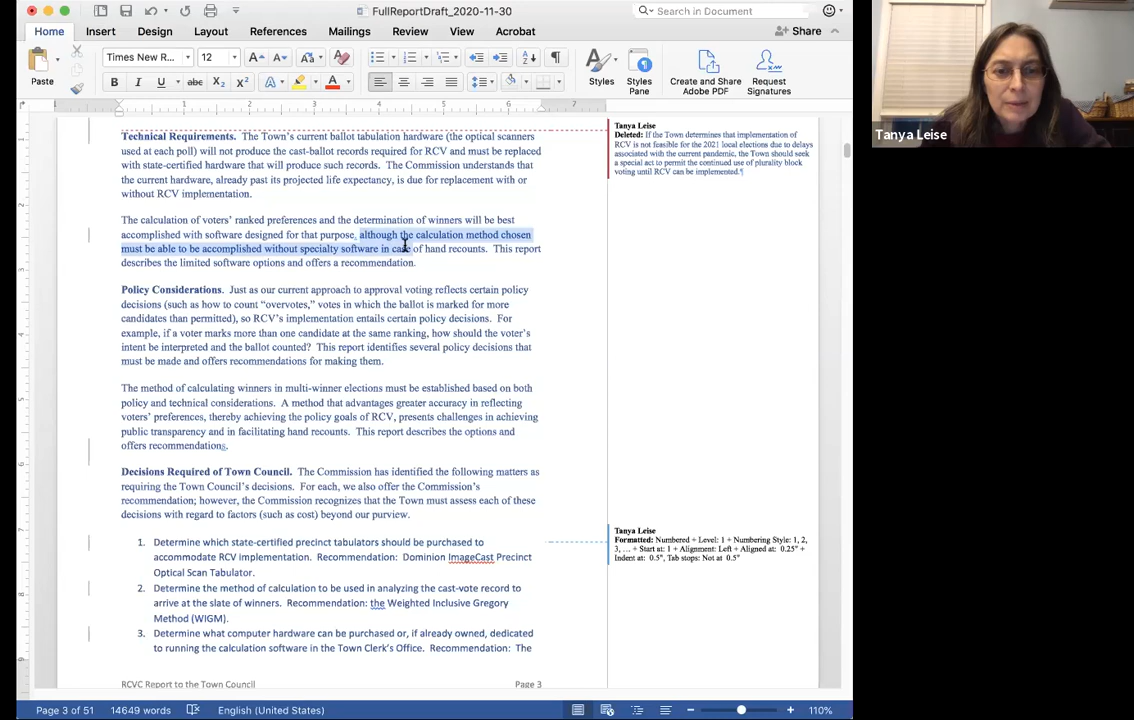 FullReportDraft_2020-11-30
Search in Document
Home Insert Design Layout References Mailings Review View Acrobat Share
Paste
Times New R... 12
Styles
Styles Pane
Create and Share Adobe PDF
Request Signatures
Technical Requirements. The Town's current ballot tabulation hardware (the optical scanners
used at each poll) will not produce the cast-ballot records required for RCV and must be replaced
with state-certified hardware that will produce such records. The Commission understands that
the current hardware, already past its projected life expectancy, is due for replacement with or
without RCV implementation.
The calculation of voters' ranked preferences and the determination of winners will be best
accomplished with software designed for that purpose, although the calculation method chosen
must be able to be accomplished without specialty software in case of hand recounts. This report
describes the limited software options and offers a recommendation.
Policy Considerations. Just as our current approach to approval voting reflects certain policy
decisions (such as how to count "overvotes," votes in which the ballot is marked for more
candidates than permitted), so RCV's implementation entails certain policy decisions. For
example, if a voter marks more than one candidate at the same ranking, how should the voter's
intent be interpreted and the ballot counted? This report identifies several policy decisions that
must be made and offers recommendations for making them.
The method of calculating winners in multi-winner elections must be established based on both
policy and technical considerations. A method that advantages greater accuracy in reflecting
voters' preferences, thereby achieving the policy goals of RCV, presents challenges in achieving
public transparency and in facilitating hand recounts. This report describes the options and
offers recommendations.
Decisions Required of Town Council. The Commission has identified the following matters as
requiring the Town Council's decisions. For each, we also offer the Commission's
recommendation; however, the Commission recognizes that the Town must assess each of these
decisions with regard to factors (such as cost) beyond our purview.
1. Determine which state-certified precinct tabulators should be purchased to
accommodate RCV implementation. Recommendation: Dominion ImageCast Precinct
Optical Scan Tabulator.
2. Determine the method of calculation to be used in analyzing the cast-vote record to
arrive at the slate of winners. Recommendation: the Weighted Inclusive Gregory
Method (WIGM).
3. Determine what computer hardware can be purchased or, if already owned, dedicated
to running the calculation software in the Town Clerk's Office. Recommendation: The
RCVC Report to the Town Council Page 3
Tanya Leise
Deleted: If the Town determines that implementation of
RCV is not feasible for the 2021 local elections due to delays
associated with the current pandemic, the Town should seek
a special act to permit the continued use of plurality block
voting until RCV can be implemented.¶
Tanya Leise
Formatted: Numbered + Level: 1 + Numbering Style: 1, 2,
3, … + Start at: 1 + Alignment: Left + Aligned at: 0.25" +
Indent at: 0.5", Tab stops: Not at 0.5"
Page 3 of 51 14649 words English (United States) 110%
Tanya Leise